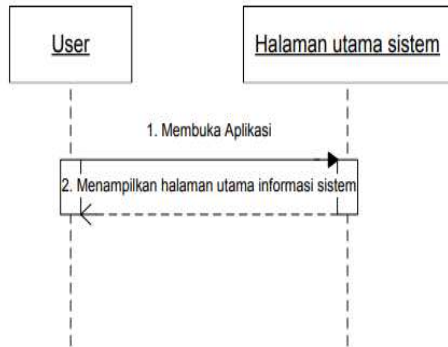 User
Halaman utama sistem
1. Membuka Aplikasi
2. Menampilkan halaman utama informasi sistem